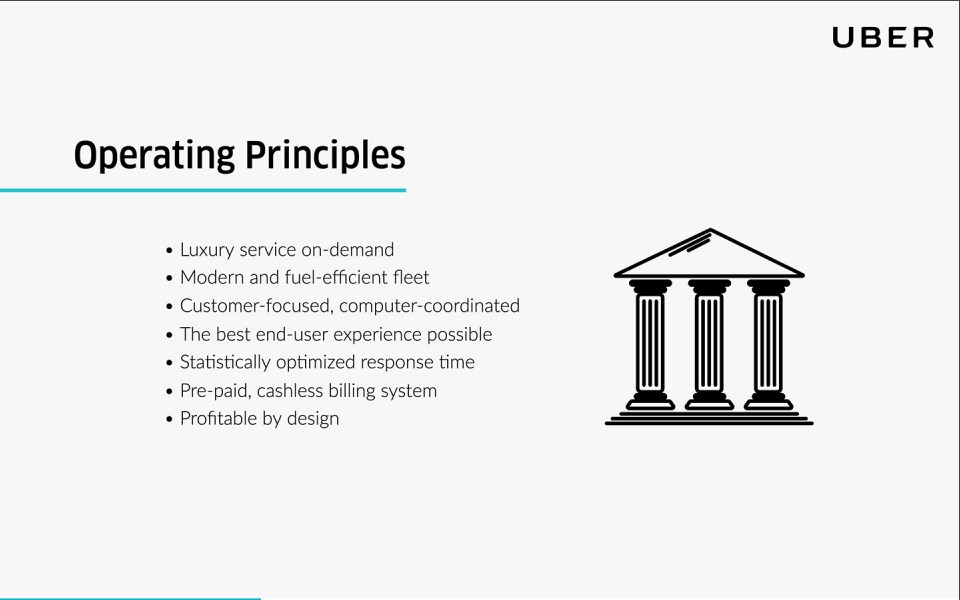 UBER
Operating Principles
• Luxury service on-demand
• Modern and fuel-efficient fleet
• Customer-focused, computer-coordinated
• The best end-user experience possible
• Statistically optimized response time
• Pre-paid, cashless billing system
• Profitable by design